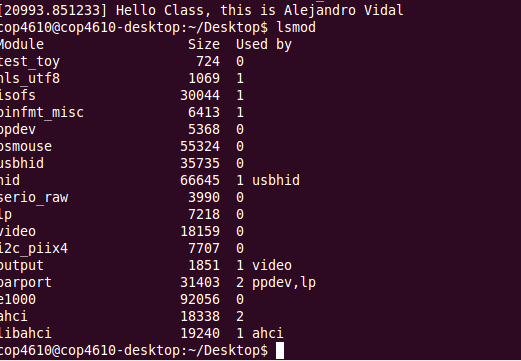 [20993.851233] Hello Class, this is Alejandro Vidal
cop4610@cop4610-desktop:~/Desktop$ lsmod
Module Size Used by
test_toy 724 0
nls_utf8 1069 1
isofs 30044 1
binfmt_misc 6413 1
ppdev 5368 0
psmouse 55324 0
usbhid 35735 0
hid 66645 1 usbhid
serio_raw 3990 0
lp 7218 0
video 18159 0
i2c_piix4 7707 0
output 1851 1 video
parport 31403 2 ppdev,lp
e1000 92056 0
ahci 18338 2
libahci 19240 1 ahci
cop4610@cop4610-desktop:~/Desktop$